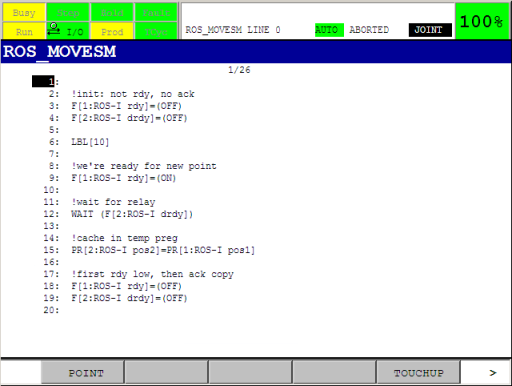 Busy Step Hold Fault
Run I/O Prod
ROS_MOVESM LINE 0 AUTO ABORTED JOINT 100%
ROS_MOVESM
1/26
1:
2: !init: not rdy, no ack
3: F[1:ROS-I rdy]=(OFF)
4: F[2:ROS-I drdy]=(OFF)
5:
6: LBL[10]
7:
8: !we're ready for new point
9: F[1:ROS-I rdy]=(ON)
10:
11: !wait for relay
12: WAIT (F[2:ROS-I drdy])
13:
14: !cache in temp preg
15: PR[2:ROS-I pos2]=PR[1:ROS-I pos1]
16:
17: !first rdy low, then ack copy
18: F[1:ROS-I rdy]=(OFF)
19: F[2:ROS-I drdy]=(OFF)
20:
POINT TOUCHUP >